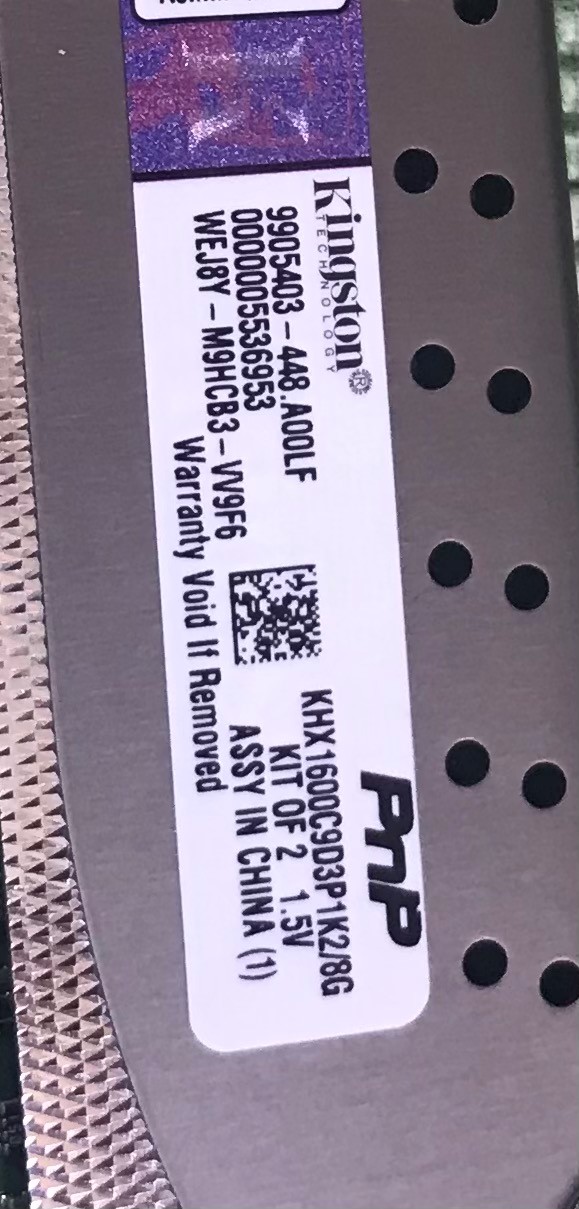 Kingston®
TECHNOLOGY
9905403-448.A00LF
0000005536953
WEJ8Y-M9HCB3-VV9F6
Warranty Void If Removed
PnP
KHX1600C9D3P1K2/8G
KIT OF 2 1.5V
ASSY IN CHINA (1)